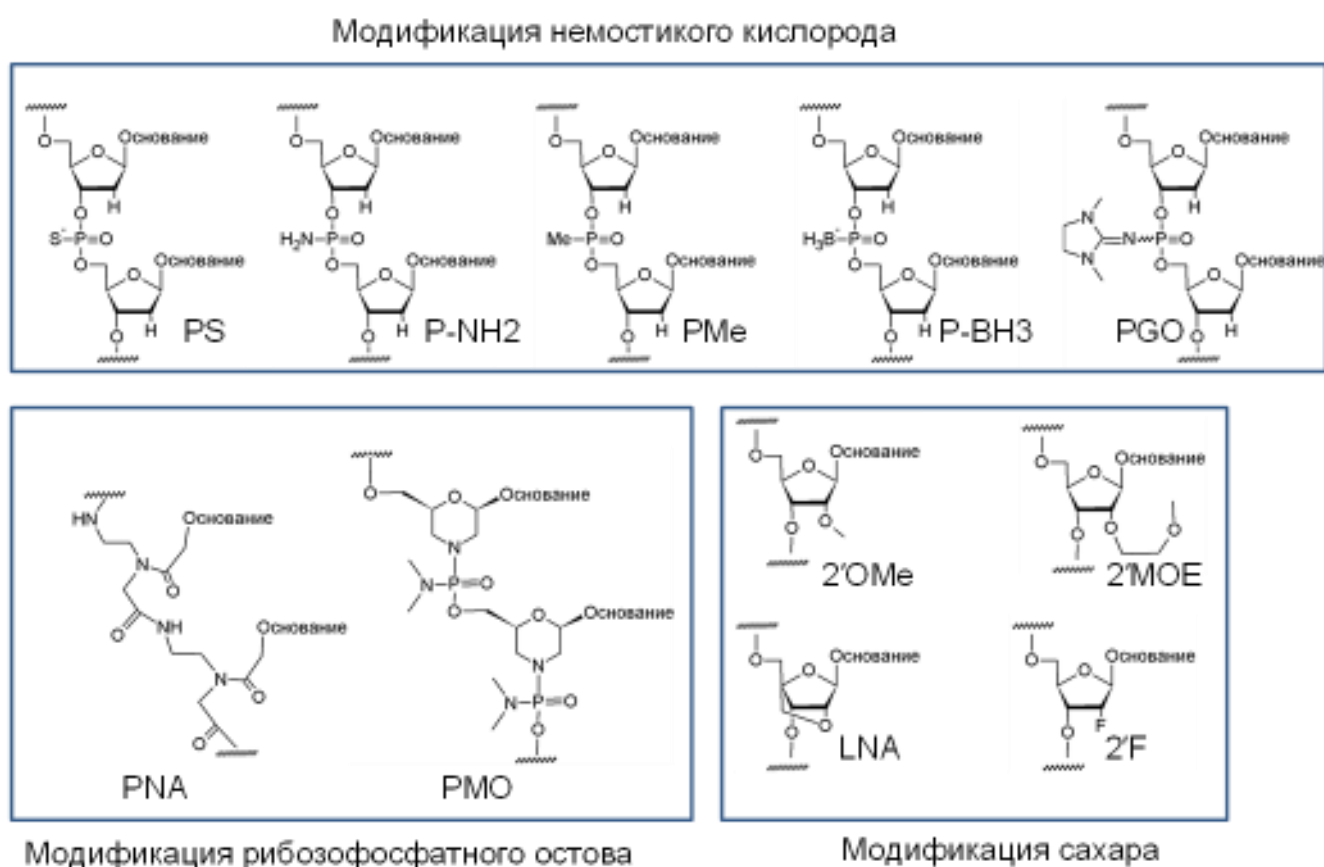 Модификация немостикого кислорода
Основание Основание Основание Основание Основание
O O O O O
O O O O O
H H H H H
O O O O O
S⁻-P=O H₂N-P=O Me-P=O H₃B⁻-P=O N N N~P=O
O Основание O Основание O Основание O Основание O Основание
O O O O O
H H H H H
O O O O O
PS P-NH2 PMe P-BH3 PGO
HN Основание
N O
O NH Основание
N O
O
PNA
O O Основание
N
N-P=O
O O Основание
N
N-P=O
O
PMO
O O Основание
O O
2'OMe
O O Основание
O O O
2'MOE
O O Основание
O O
LNA
O O Основание
O F
2'F
Модификация рибозофосфатного остова
Модификация сахара